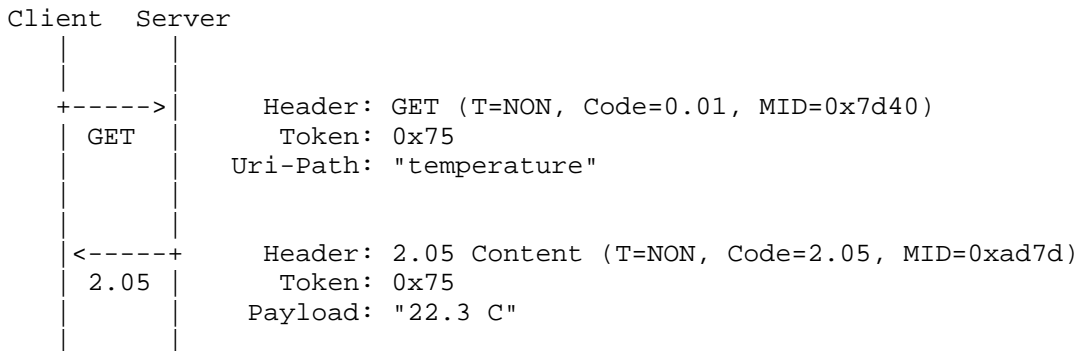 Client Server
+----->| Header: GET (T=NON, Code=0.01, MID=0x7d40)
| GET | Token: 0x75
Uri-Path: "temperature"
|<-----+ Header: 2.05 Content (T=NON, Code=2.05, MID=0xad7d)
| 2.05 | Token: 0x75
Payload: "22.3 C"